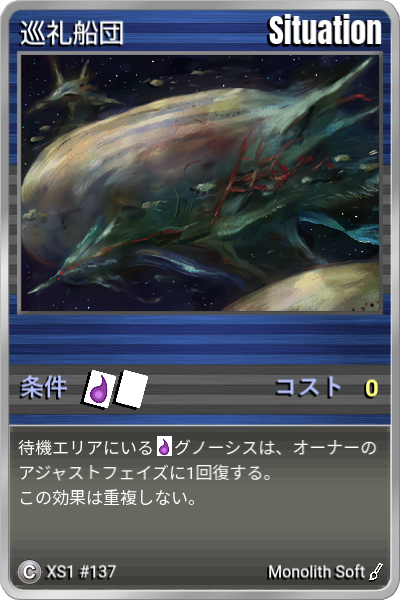 巡礼船団 Situation
条件 コスト 0
待機エリアにいるグノーシスは、オーナーの
アジャストフェイズに1回復する。
この効果は重複しない。
© XS1 #137 Monolith Soft